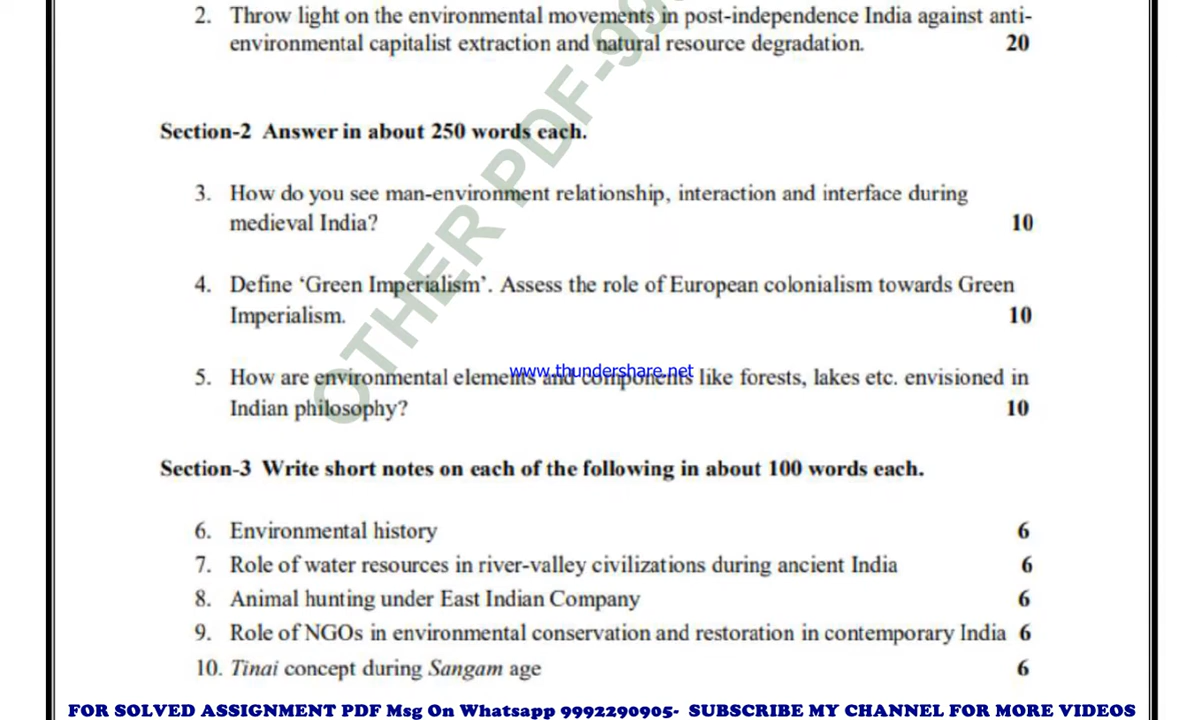 2. Throw light on the environmental movements in post-independence India against anti-
environmental capitalist extraction and natural resource degradation. 20
Section-2 Answer in about 250 words each.
3. How do you see man-environment relationship, interaction and interface during
medieval India? 10
4. Define ‘Green Imperialism’. Assess the role of European colonialism towards Green
Imperialism. 10
www.thundershare.net
5. How are environmental elements and components like forests, lakes etc. envisioned in
Indian philosophy? 10
Section-3 Write short notes on each of the following in about 100 words each.
6. Environmental history 6
7. Role of water resources in river-valley civilizations during ancient India 6
8. Animal hunting under East Indian Company 6
9. Role of NGOs in environmental conservation and restoration in contemporary India 6
10. Tinai concept during Sangam age 6
OTHER PDF-99
FOR SOLVED ASSIGNMENT PDF Msg On Whatsapp 9992290905- SUBSCRIBE MY CHANNEL FOR MORE VIDEOS